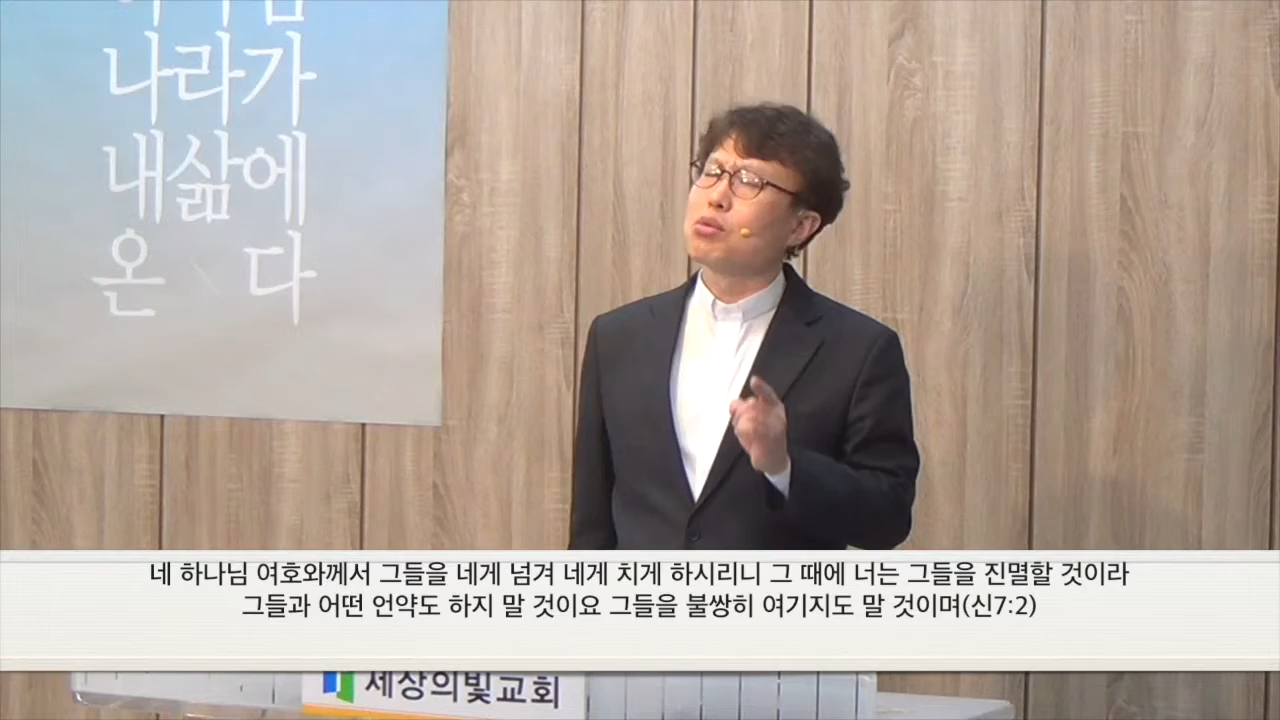 나라가
내삶에
온 다
네 하나님 여호와께서 그들을 네게 넘겨 네게 치게 하시리니 그 때에 너는 그들을 진멸할 것이라
그들과 어떤 언약도 하지 말 것이요 그들을 불쌍히 여기지도 말 것이며(신7:2)
세상의빛교회